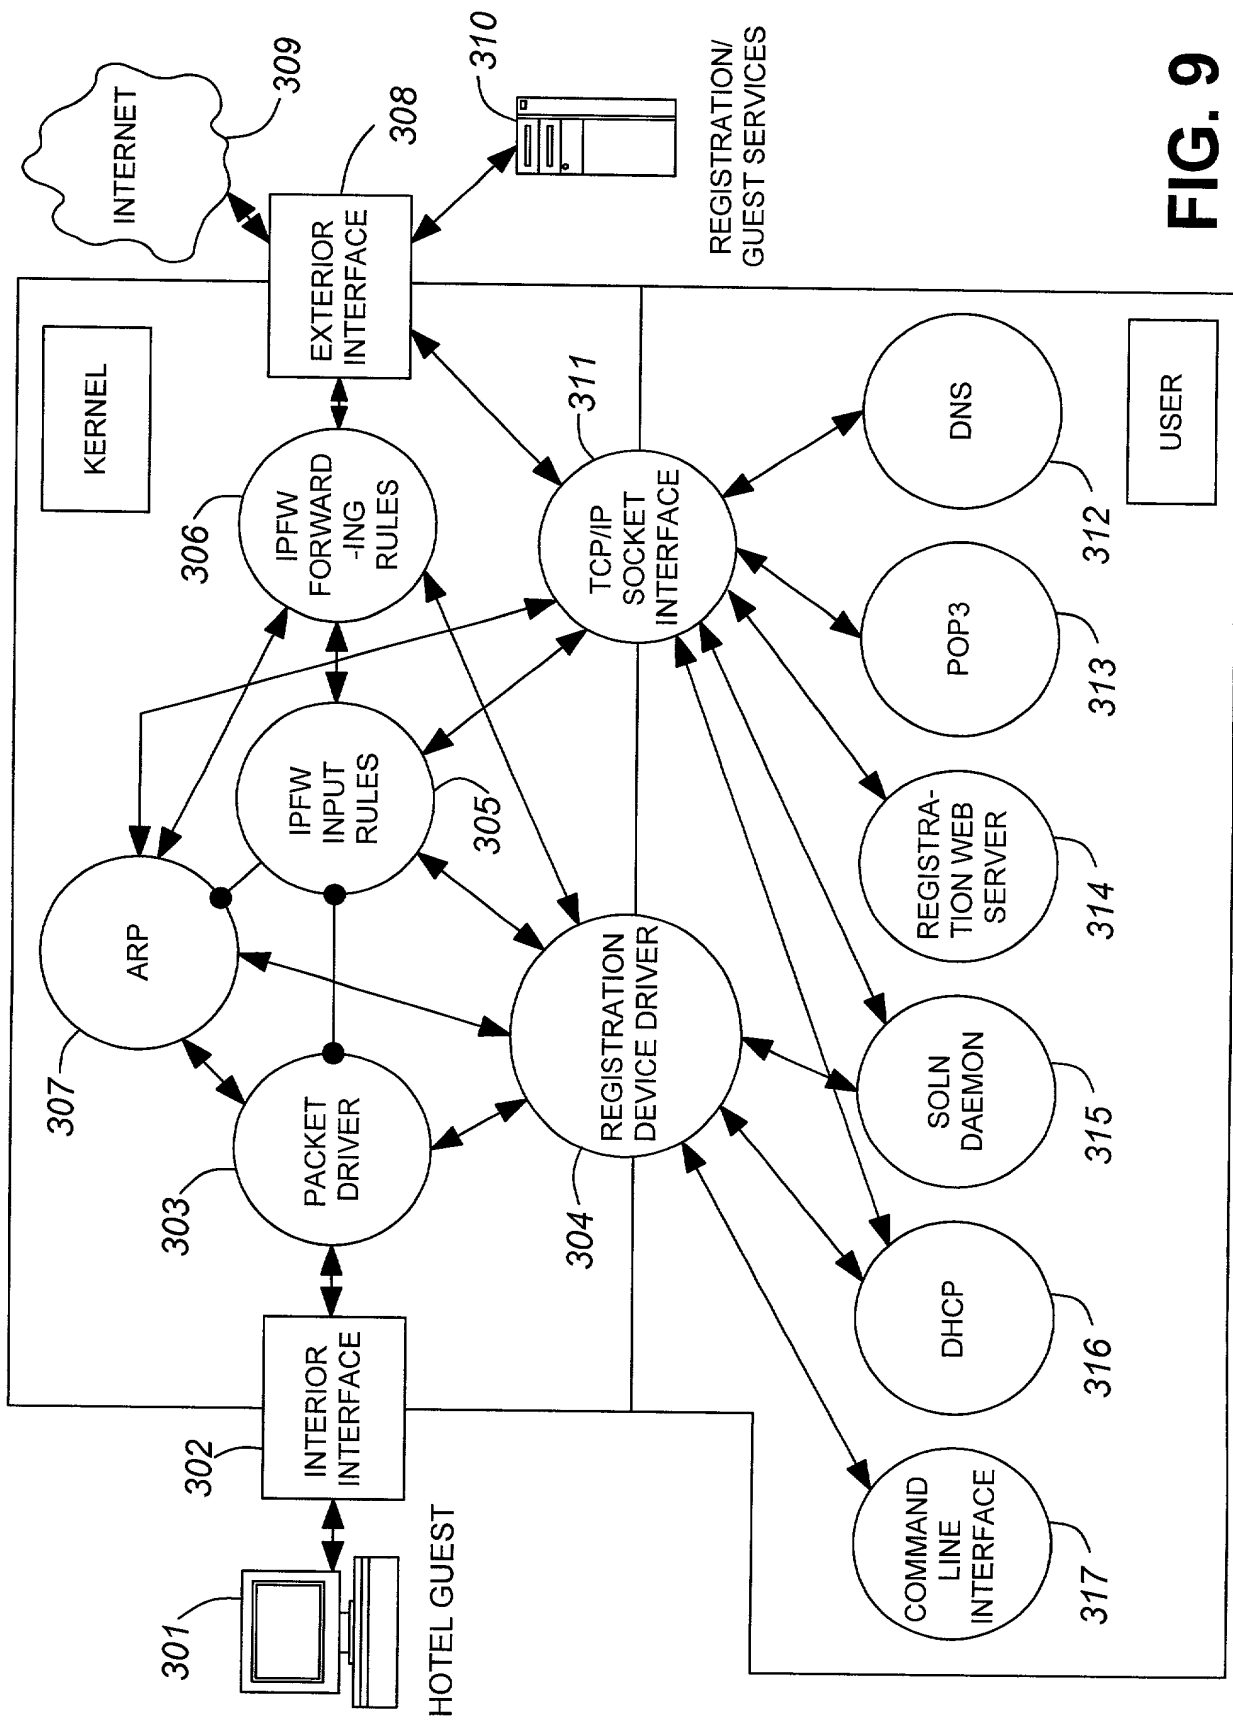 301
HOTEL GUEST
302
INTERIOR
INTERFACE
303
PACKET
DRIVER
307
ARP
304
REGISTRATION
DEVICE DRIVER
305
IPFW
INPUT
RULES
306
IPFW
FORWARD
-ING
RULES
KERNEL
EXTERIOR
INTERFACE
308
INTERNET
309
310
REGISTRATION/
GUEST SERVICES
311
TCP/IP
SOCKET
INTERFACE
317
COMMAND
LINE
INTERFACE
316
DHCP
315
SOLN
DAEMON
314
REGISTRA-
TION WEB
SERVER
313
POP3
312
DNS
USER
FIG. 9